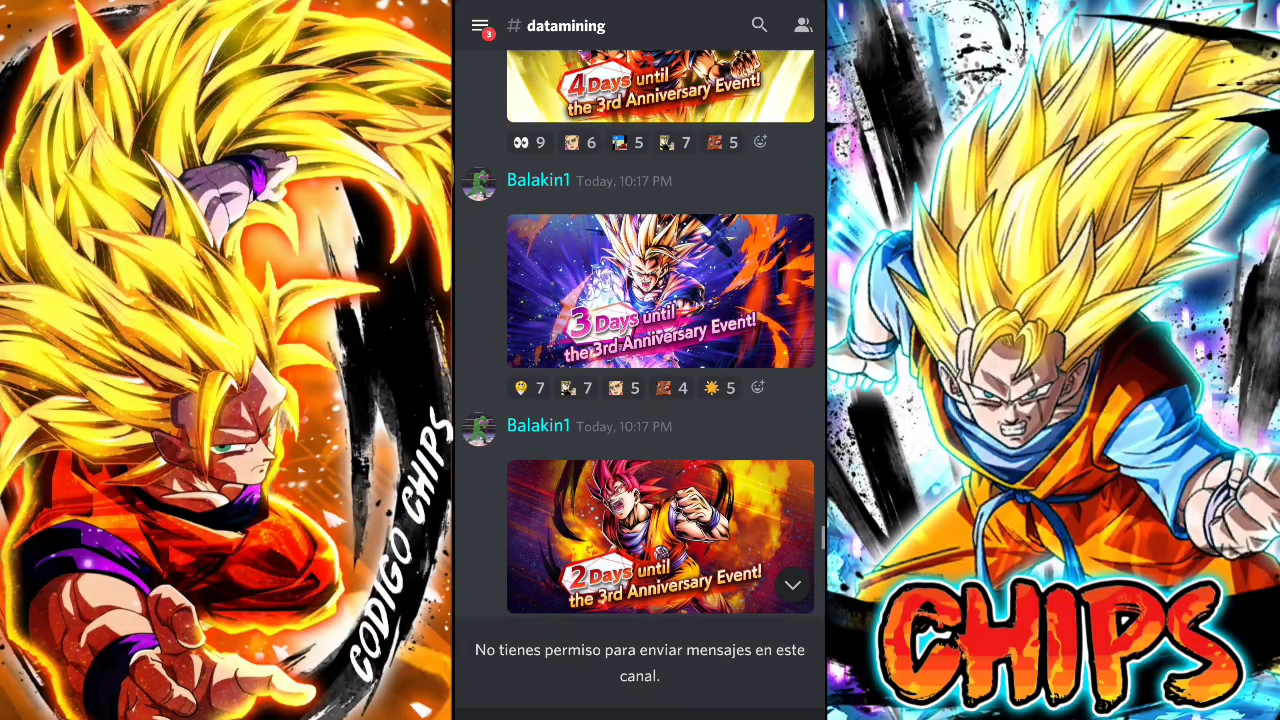 3
# datamining
4 Days until
the 3rd Anniversary Event!
9 6 5 7 5
Balakin1 Today, 10:17 PM
3 Days until
the 3rd Anniversary Event!
7 7 5 4 5
Balakin1 Today, 10:17 PM
2 Days until
the 3rd Anniversary Event!
No tienes permiso para enviar mensajes en este
canal.
CODIGO CHIPS
CHIPS